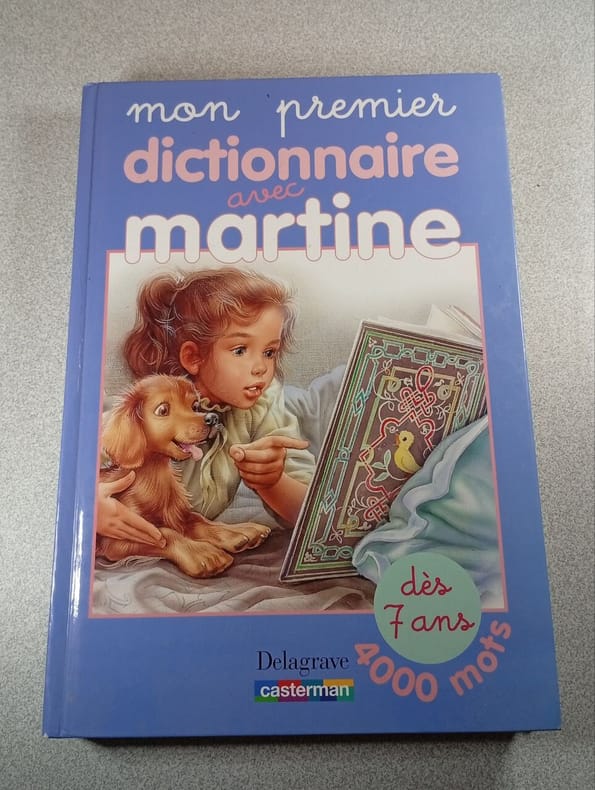 mon premier
dictionnaire
avec
martine
dès
7 ans
4000 mots
Delagrave
casterman